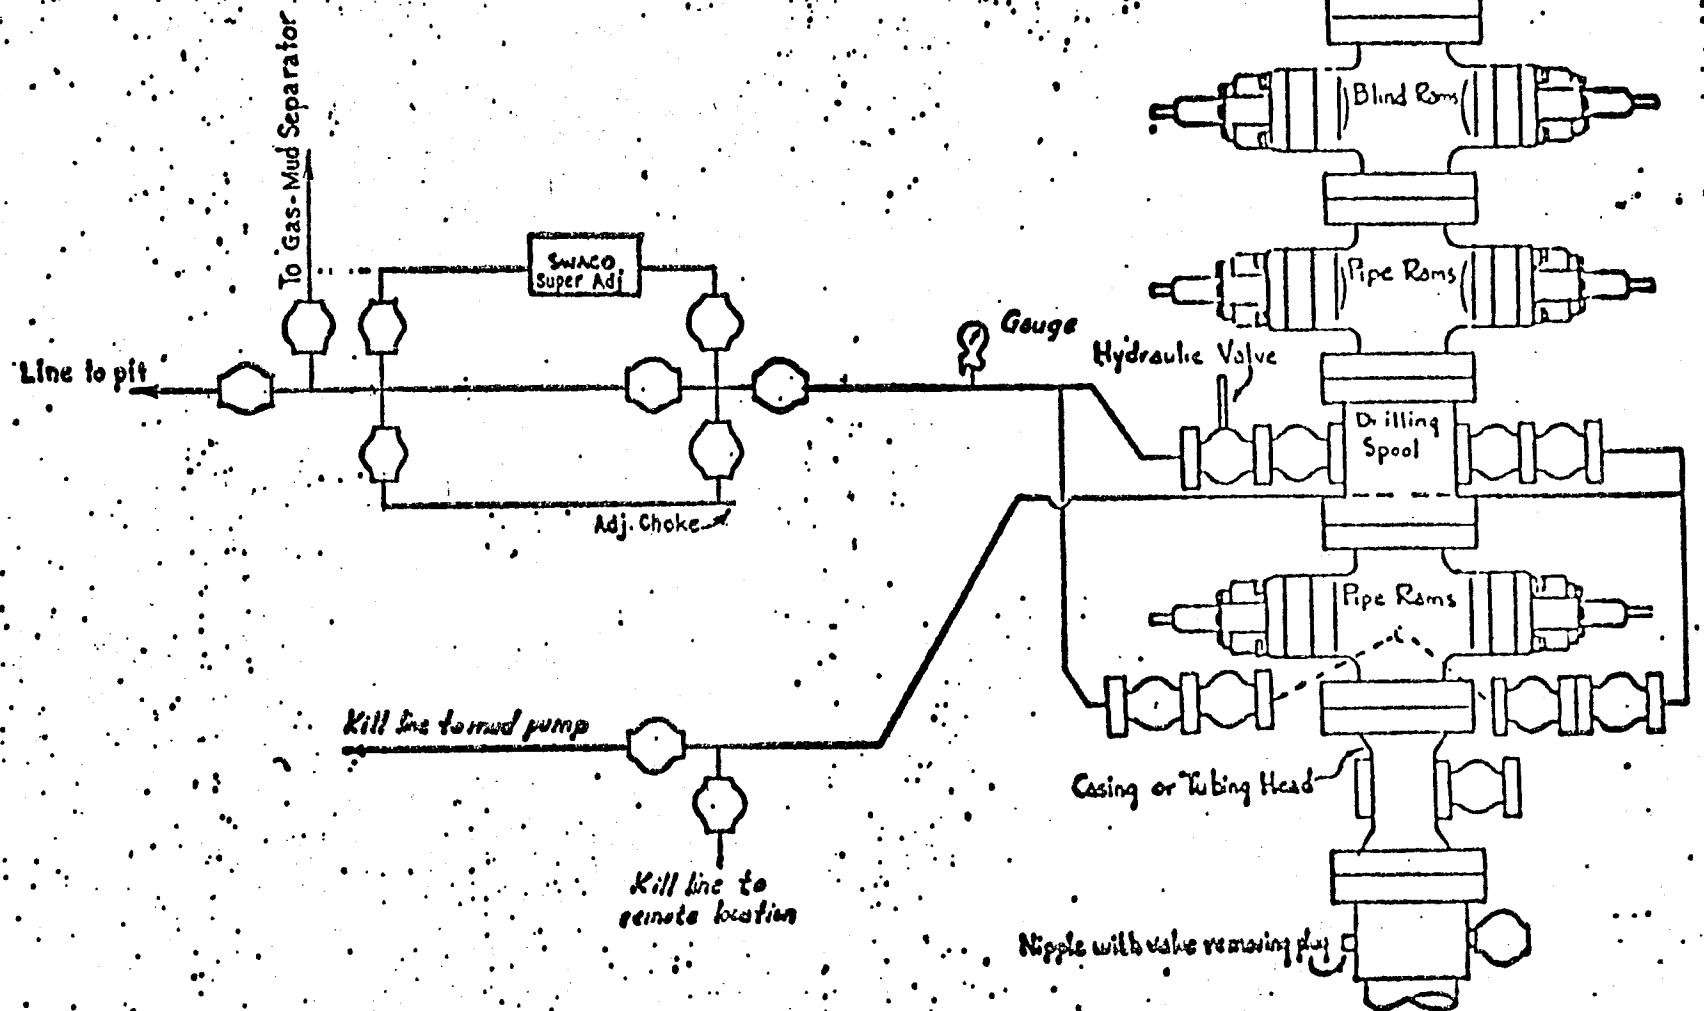 To Gas-Mud Separator
Blind Rams
SWACO
Super Adj.
Pipe Rams
Gauge
Hydraulic Valve
Line to pit
Drilling
Spool
Adj. Choke
Pipe Rams
Kill line to mud pump
Casing or Tubing Head
Kill line to
remote location
Nipple with valve removing plug